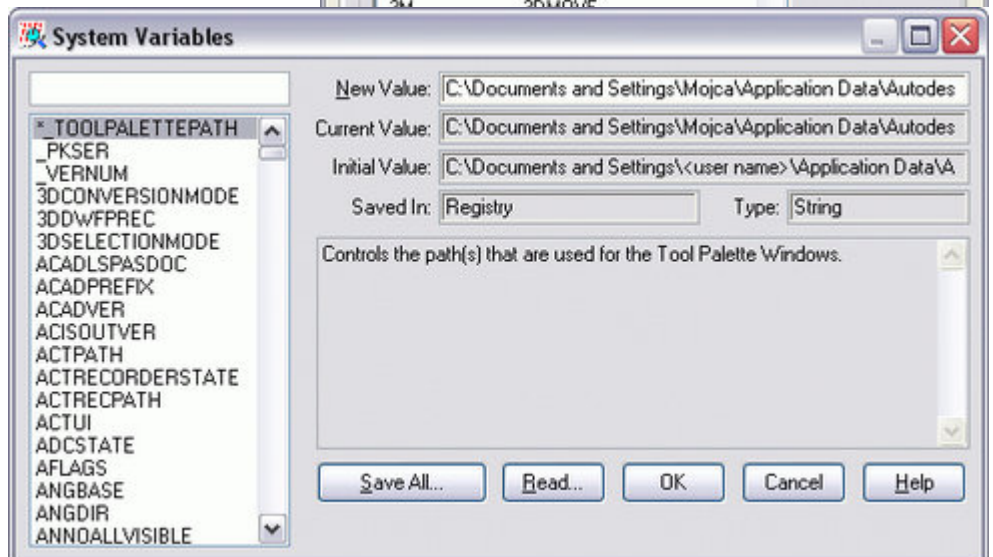 3M 3DMOVE
System Variables
New Value: C:\Documents and Settings\Mojca\Application Data\Autodes
*_TOOLPALETTEPATH
_PKSER
_VERNUM
3DCONVERSIONMODE
3DDWFPREC
3DSELECTIONMODE
ACADLSPASDOC
ACADPREFIX
ACADVER
ACISOUTVER
ACTPATH
ACTRECORDERSTATE
ACTRECPATH
ACTUI
ADCSTATE
AFLAGS
ANGBASE
ANGDIR
ANNOALLVISIBLE
Current Value: C:\Documents and Settings\Mojca\Application Data\Autodes
Initial Value: C:\Documents and Settings\<user name>\Application Data\A
Saved In: Registry Type: String
Controls the path(s) that are used for the Tool Palette Windows.
Save All... Read... OK Cancel Help